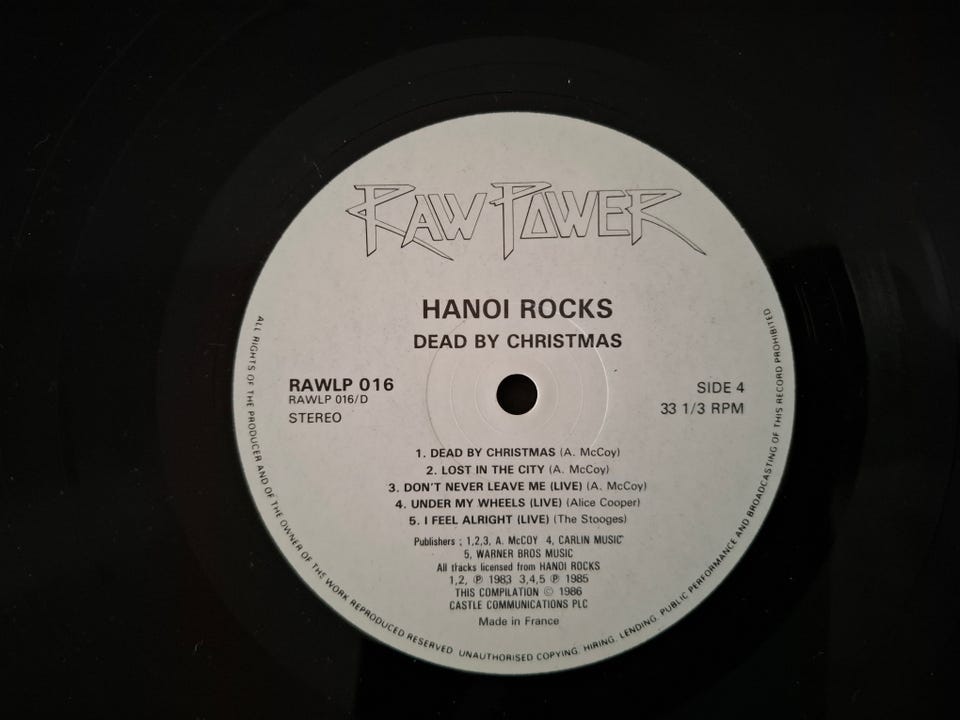 RAW POWER
HANOI ROCKS
DEAD BY CHRISTMAS
RAWLP 016
RAWLP 016/D
STEREO
SIDE 4
33 1/3 RPM
1. DEAD BY CHRISTMAS (A. McCoy)
2. LOST IN THE CITY (A. McCoy)
3. DON'T NEVER LEAVE ME (LIVE) (A. McCoy)
4. UNDER MY WHEELS (LIVE) (Alice Cooper)
5. I FEEL ALRIGHT (LIVE) (The Stooges)
Publishers ; 1,2,3, A. McCOY 4, CARLIN MUSIC
5, WARNER BROS MUSIC
All tracks licensed from HANOI ROCKS
1,2, ℗ 1983 3,4,5 ℗ 1985
THIS COMPILATION © 1986
CASTLE COMMUNICATIONS PLC
Made in France
ALL RIGHTS OF THE PRODUCER AND OF THE OWNER OF THS WORK REPRODUCED RESERVED. UNAUTHORISED COPYING. HIRING. LENDING. PUBLIC PERFORMANCE AND BROADCASTING OF THIS RECORD PROHIBITED